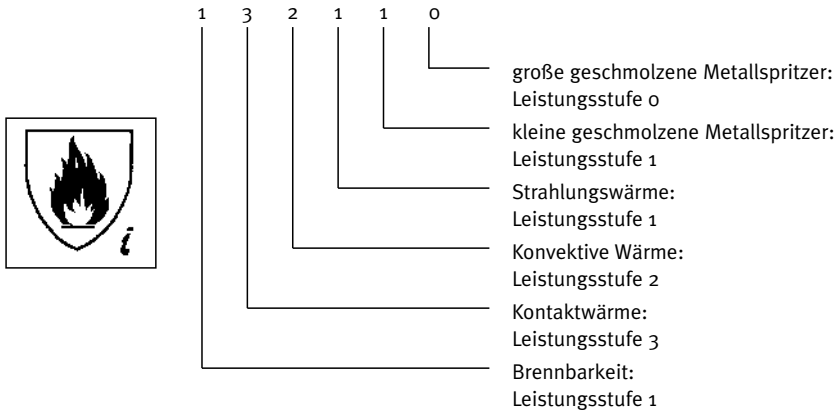 1 3 2 1 1 0
große geschmolzene Metallspritzer:
Leistungsstufe 0
kleine geschmolzene Metallspritzer:
Leistungsstufe 1
Strahlungswärme:
Leistungsstufe 1
Konvektive Wärme:
Leistungsstufe 2
Kontaktwärme:
Leistungsstufe 3
Brennbarkeit:
Leistungsstufe 1
i